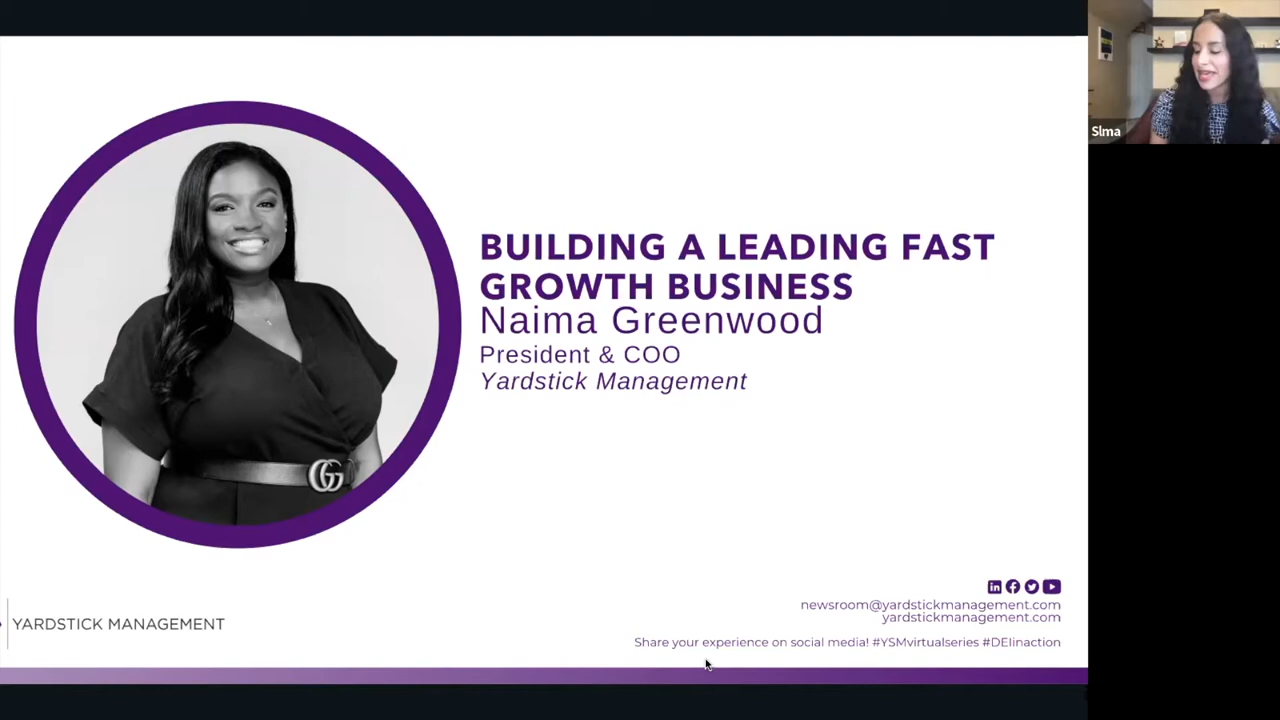 BUILDING A LEADING FAST
GROWTH BUSINESS
Naima Greenwood
President & COO
Yardstick Management
Slma
YARDSTICK MANAGEMENT
newsroom@yardstickmanagement.com
yardstickmanagement.com
Share your experience on social media! #YSMvirtualseries #DEIinaction